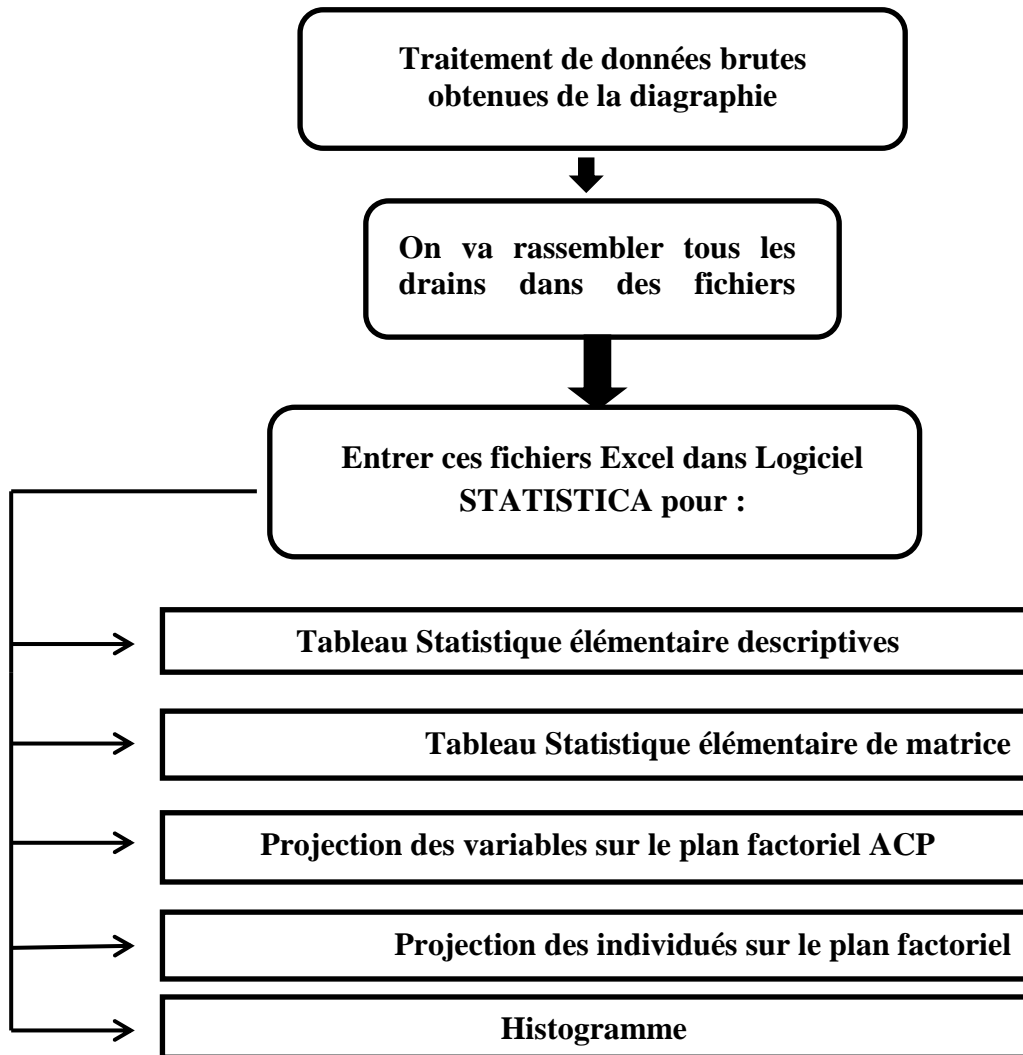 Traitement de données brutes
obtenues de la diagraphie
On va rassembler tous les
drains dans des fichiers
Entrer ces fichiers Excel dans Logiciel
STATISTICA pour :
Tableau Statistique élémentaire descriptives
Tableau Statistique élémentaire de matrice
Projection des variables sur le plan factoriel ACP
Projection des individués sur le plan factoriel
Histogramme